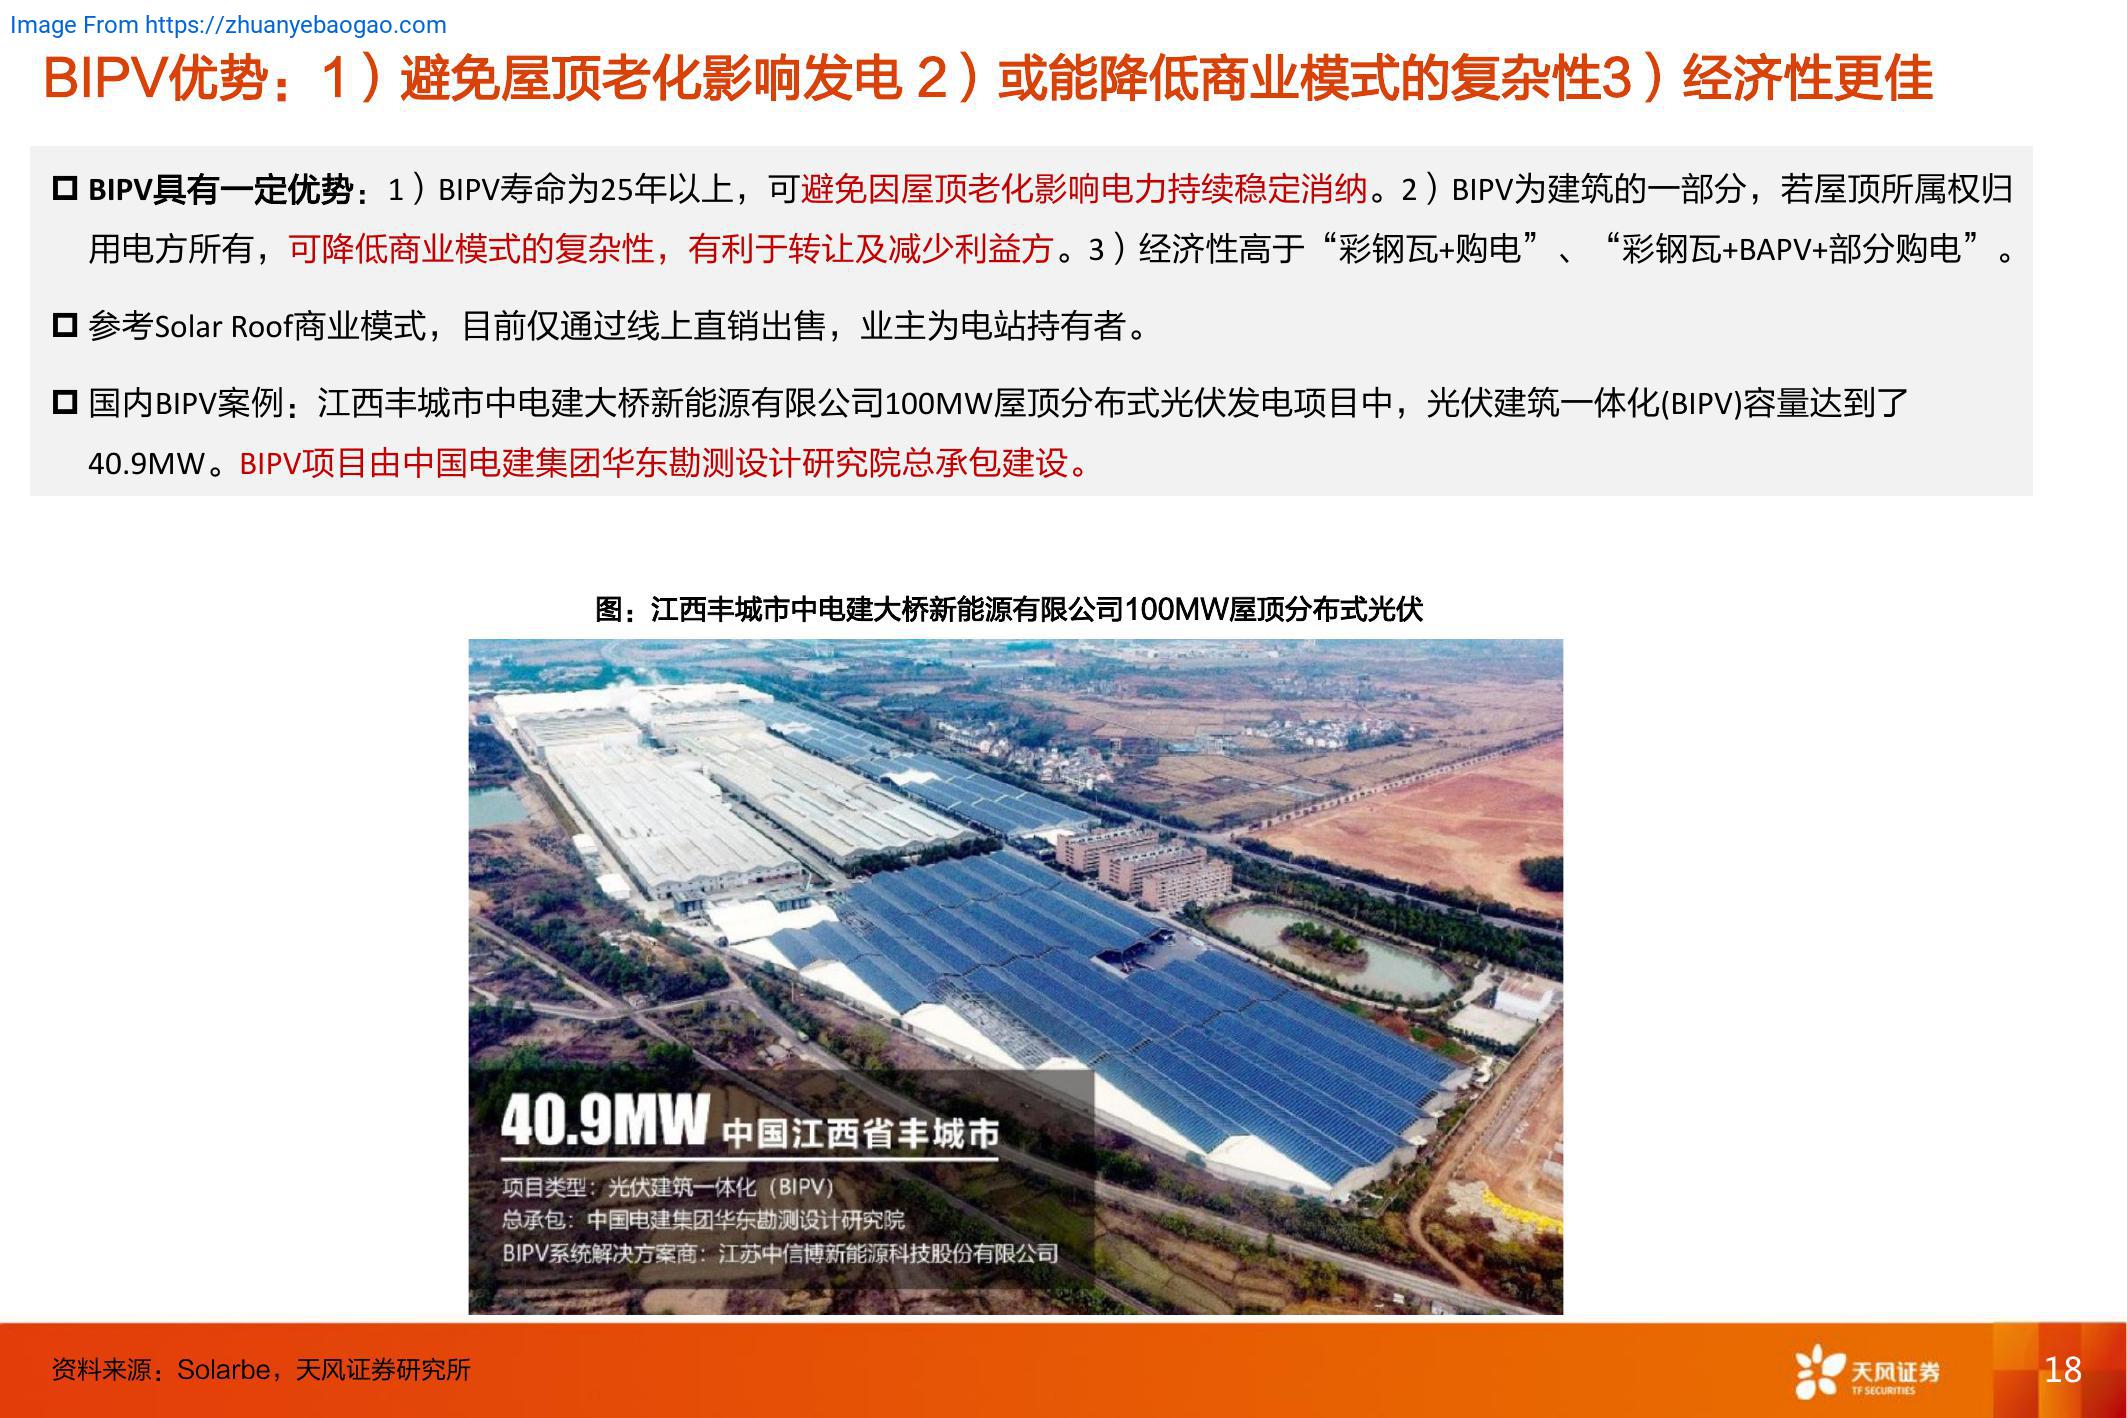 Image From https://zhuanyebaogao.com
BIPV优势：1）避免屋顶老化影响发电 2）或能降低商业模式的复杂性3）经济性更佳
BIPV具有一定优势：1）BIPV寿命为25年以上，可避免因屋顶老化影响电力持续稳定消纳。2）BIPV为建筑的一部分，若屋顶所属权归
用电方所有，可降低商业模式的复杂性，有利于转让及减少利益方。3）经济性高于“彩钢瓦+购电”、“彩钢瓦+BAPV+部分购电”。
参考Solar Roof商业模式，目前仅通过线上直销出售，业主为电站持有者。
国内BIPV案例：江西丰城市中电建大桥新能源有限公司100MW屋顶分布式光伏发电项目中，光伏建筑一体化(BIPV)容量达到了
40.9MW。BIPV项目由中国电建集团华东勘测设计研究院总承包建设。
图：江西丰城市中电建大桥新能源有限公司100MW屋顶分布式光伏
40.9MW 中国江西省丰城市
项目类型：光伏建筑一体化（BIPV）
总承包：中国电建集团华东勘测设计研究院
BIPV系统解决方案商：江苏中信博新能源科技股份有限公司
资料来源：Solarbe，天风证券研究所
天风证券
TF SECURITIES
18